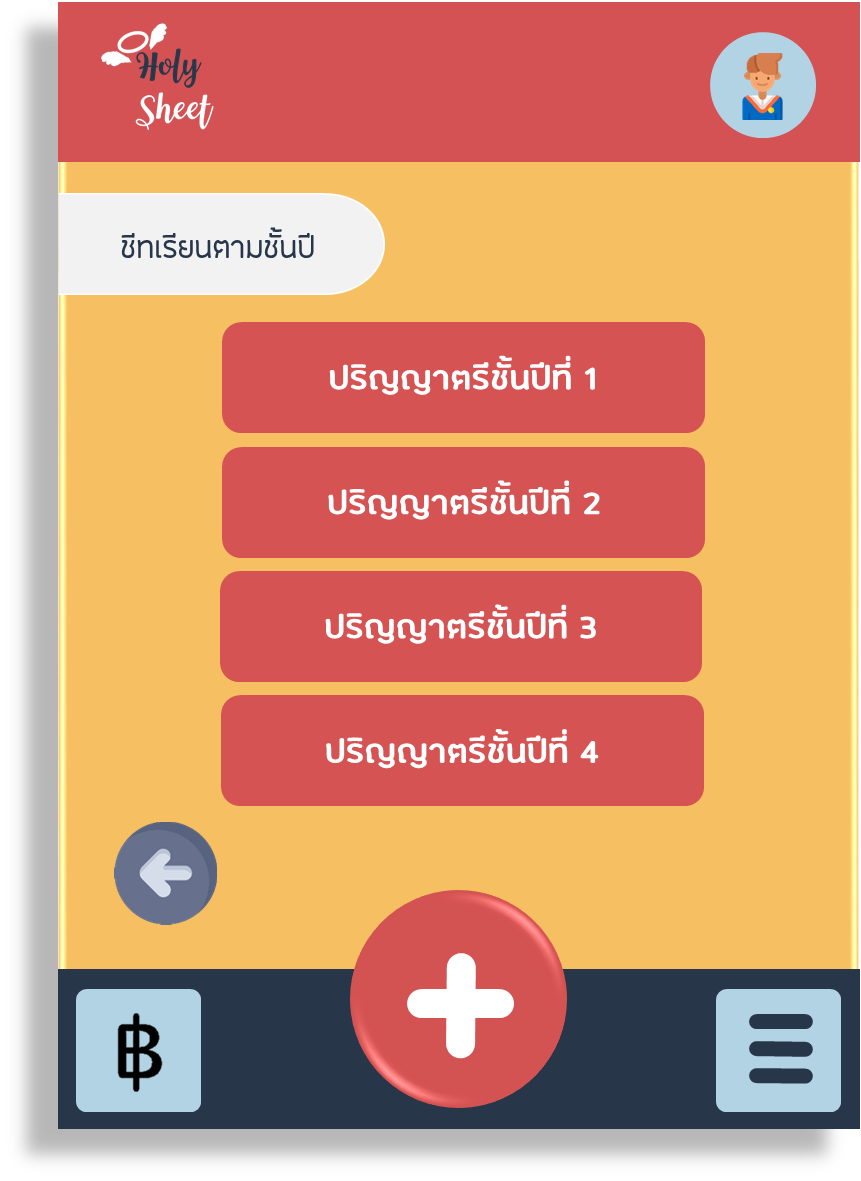 Holy
Sheet
ชีทเรียนตามชั้นปี
ปริญญาตรีชั้นปีที่ 1
ปริญญาตรีชั้นปีที่ 2
ปริญญาตรีชั้นปีที่ 3
ปริญญาตรีชั้นปีที่ 4
฿